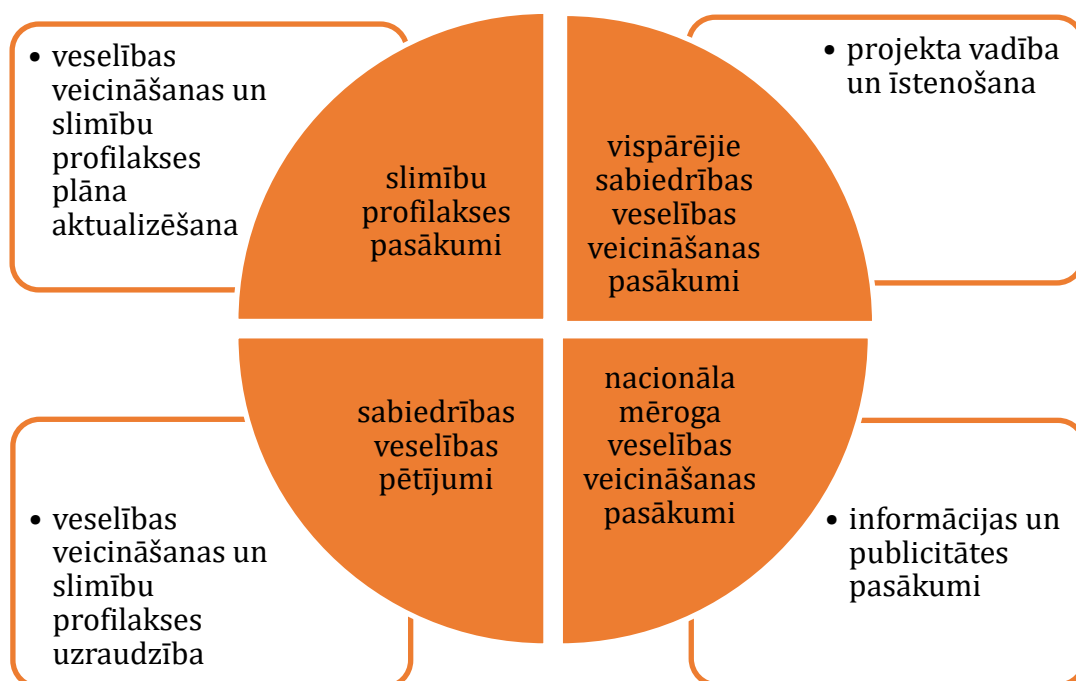 • veselības
veicināšanas un
slimību
profilakses
plāna
aktualizēšana
slimību
profilakses
pasākumi
vispārējie
sabiedrības
veselības
veicināšanas
pasākumi
• projekta vadība
un īstenošana
• veselības
veicināšanas un
slimību
profilakses
uzraudzība
sabiedrības
veselības
pētījumi
nacionāla
mēroga
veselības
veicināšanas
pasākumi
• informācijas un
publicitātes
pasākumi